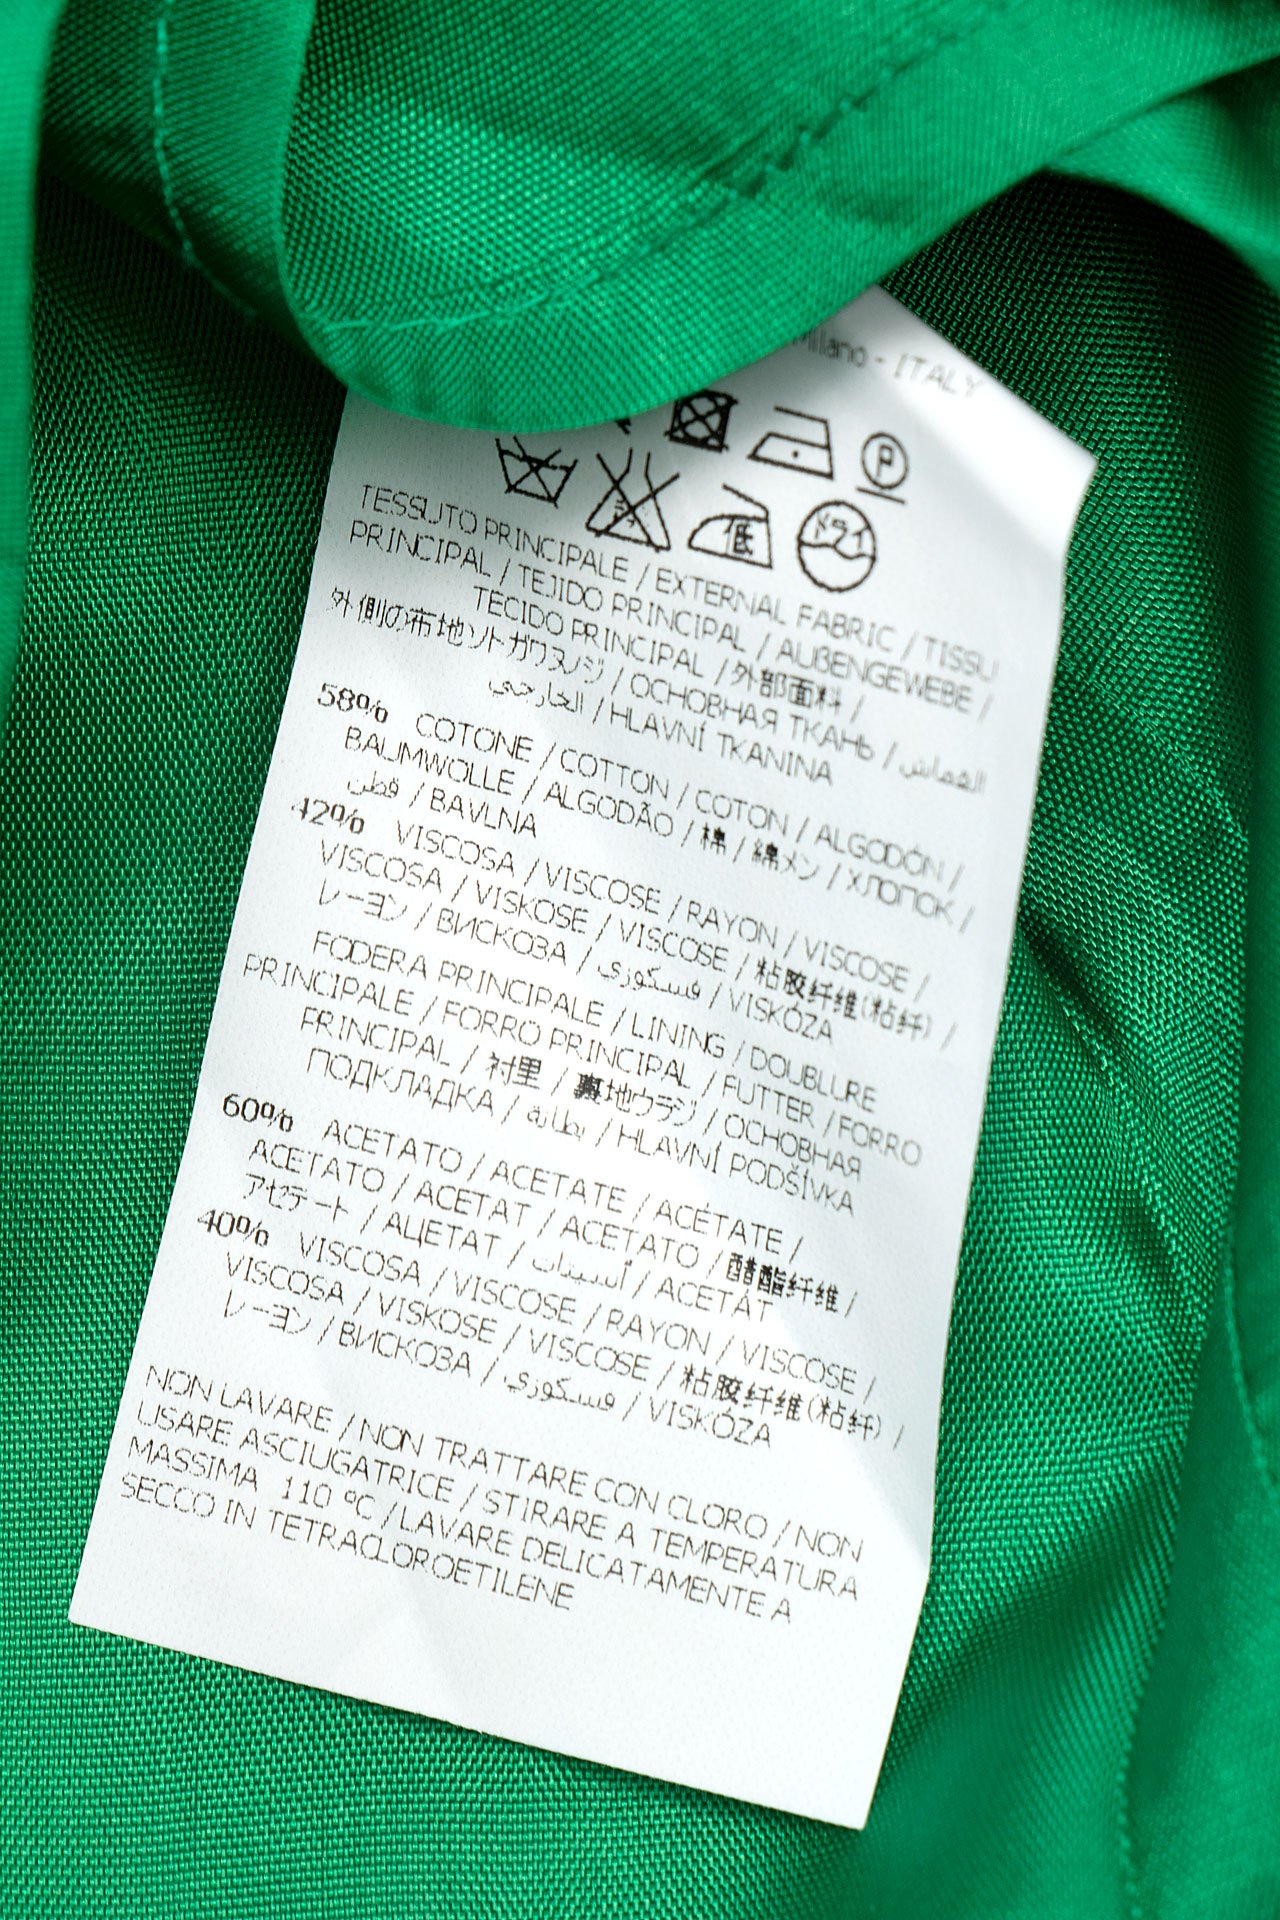 Milano - ITALY
P
低 ドライ
TESSUTO PRINCIPALE / EXTERNAL FABRIC / TISSU
PRINCIPAL / TEJIDO PRINCIPAL / AUßENGEWEBE /
TECIDO PRINCIPAL / 外部面料 /
外側の布地ソトガワヌノジ / ОСНОВНАЯ ТКАНЬ / القماش
الخارجي / HLAVNÍ TKANINA
58% COTONE / COTTON / COTON / ALGODÓN /
BAUMWOLLE / ALGODÃO / 棉 / 綿メン / ХЛОПОК /
قطن / BAVLNA
42% VISCOSA / VISCOSE / RAYON / VISCOSE /
VISCOSA / VISKOSE / VISCOSE / 粘胶纤维(粘纤) /
レーヨン / ВИСКОЗА / فسكوزي / VISKÓZA
FODERA PRINCIPALE / LINING / DOUBLURE
PRINCIPALE / FORRO PRINCIPAL / FUTTER / FORRO
PRINCIPAL / 衬里 / 裏地ウラジ / ОСНОВНАЯ
ПОДКЛАДКА / بطانة / HLAVNÍ PODŠÍVKA
60% ACETATO / ACETATE / ACÉTATE /
ACETATO / ACETAT / ACETATO / 醋酯纤维 /
アセテート / АЦЕТАТ / أسيتات / ACETÁT
40% VISCOSA / VISCOSE / RAYON / VISCOSE /
VISCOSA / VISKOSE / VISCOSE / 粘胶纤维(粘纤) /
レーヨン / ВИСКОЗА / فسكوزي / VISKÓZA
NON LAVARE / NON TRATTARE CON CLORO / NON
USARE ASCIUGATRICE / STIRARE A TEMPERATURA
MASSIMA 110 ºC / LAVARE DELICATAMENTE A
SECCO IN TETRACLOROETILENE